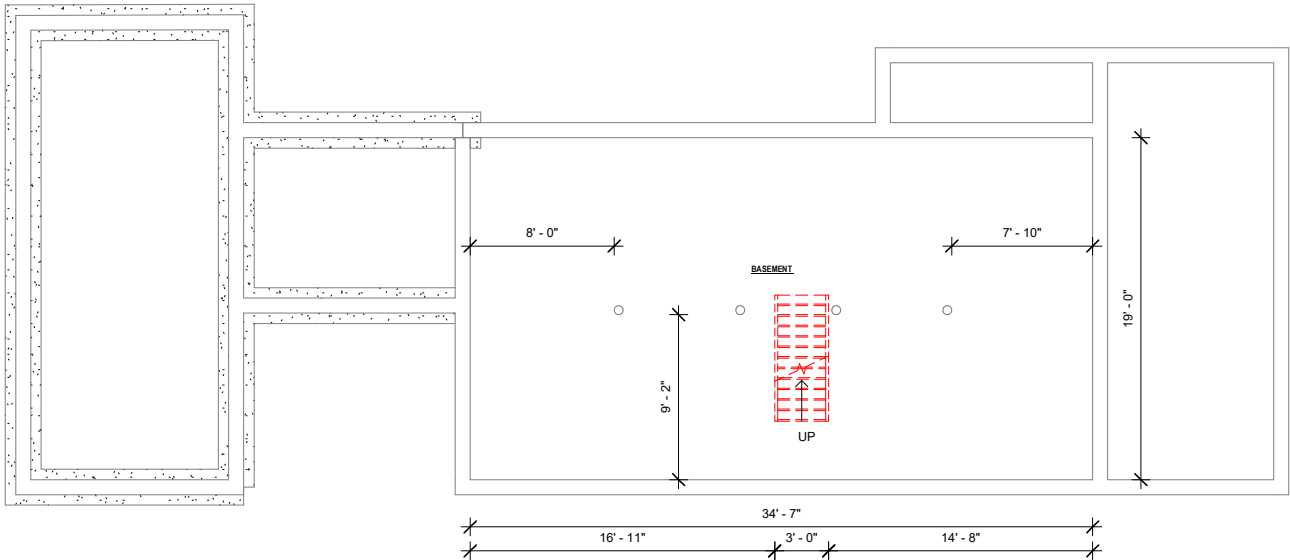 8' - 0"
7' - 10"
BASEMENT
19' - 0"
9' - 2"
UP
34' - 7"
16' - 11"
3' - 0"
14' - 8"